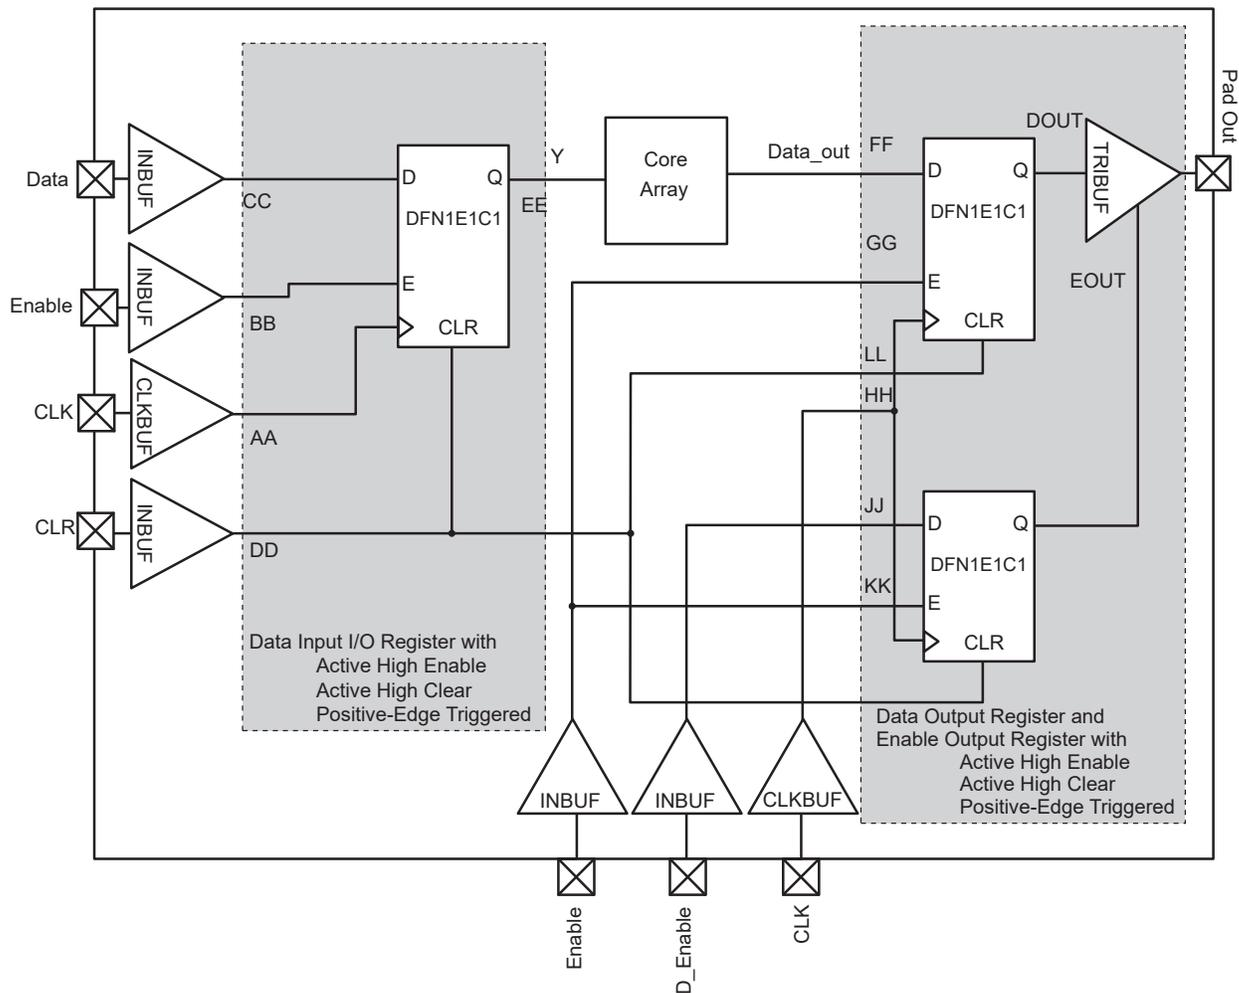 Pad Out
DOUT
INBUF
TRIBUF
Y
Data_out
FF
Core
Array
Data
D
Q
D
Q
CC
EE
DFN1E1C1
DFN1E1C1
GG
INBUF
Enable
E
E
EOUT
BB
CLR
CLR
LL
CLKBUF
HH
CLK
AA
JJ
INBUF
CLR
D
Q
DD
DFN1E1C1
KK
E
CLR
Data Input I/O Register with
Active High Enable
Active High Clear
Positive-Edge Triggered
Data Output Register and
Enable Output Register with
Active High Enable
Active High Clear
Positive-Edge Triggered
INBUF
INBUF
CLKBUF
Enable
D_Enable
CLK